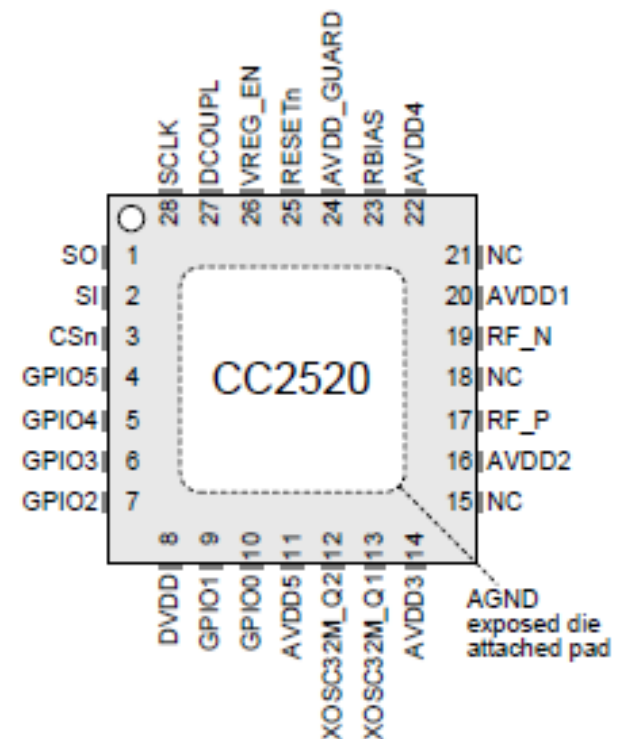 SCLK
DCOUPL
VREG_EN
RESETn
AVDD_GUARD
RBIAS
AVDD4
28 27 26 25 24 23 22
SO 1
SI 2
CSn 3
GPIO5 4
GPIO4 5
GPIO3 6
GPIO2 7
CC2520
21 NC
20 AVDD1
19 RF_N
18 NC
17 RF_P
16 AVDD2
15 NC
8 9 10 11 12 13 14
DVDD
GPIO1
GPIO0
AVDD5
XOSC32M_Q2
XOSC32M_Q1
AVDD3
AGND
exposed die
attached pad